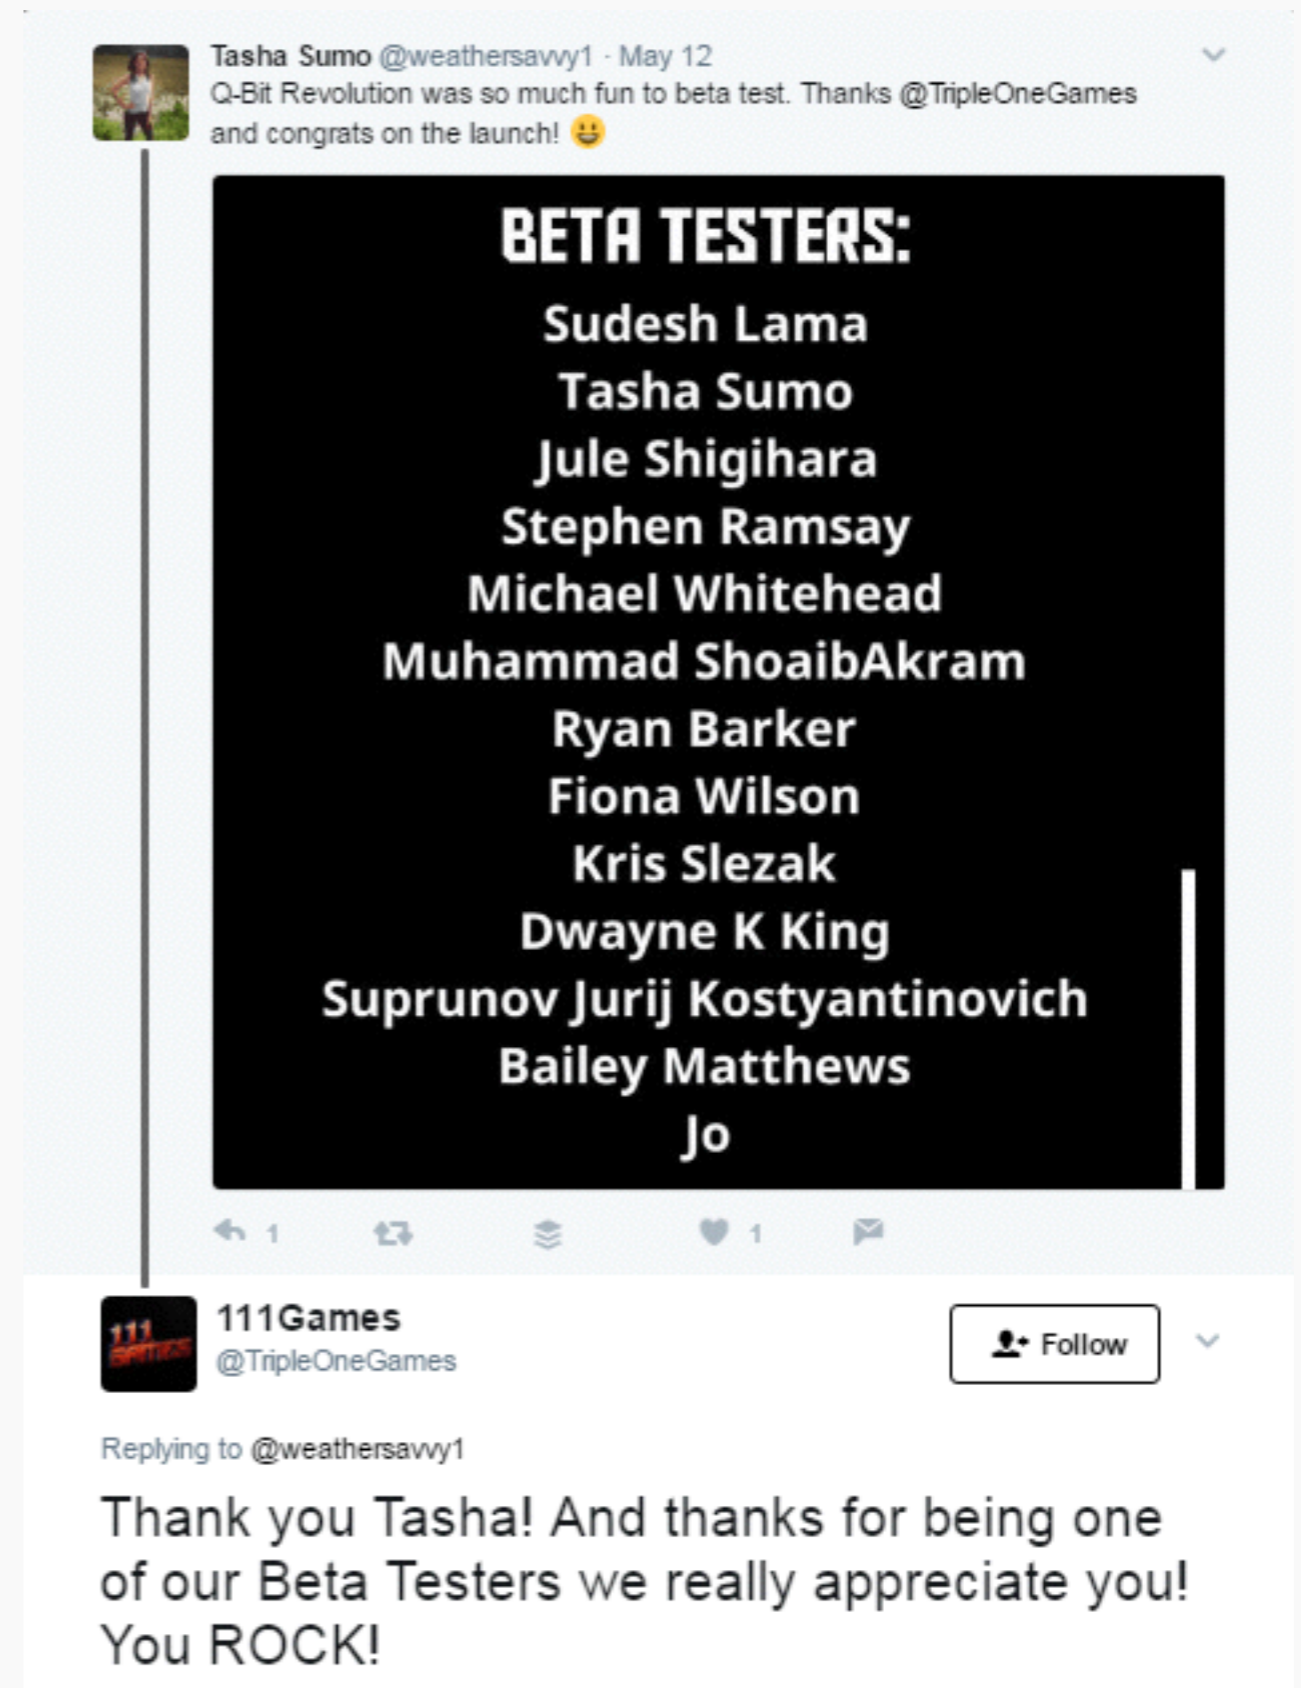 Tasha Sumo @weathersavvy1 · May 12
Q-Bit Revolution was so much fun to beta test. Thanks @TripleOneGames
and congrats on the launch! 😃
BETA TESTERS:
Sudesh Lama
Tasha Sumo
Jule Shigihara
Stephen Ramsay
Michael Whitehead
Muhammad ShoaibAkram
Ryan Barker
Fiona Wilson
Kris Slezak
Dwayne K King
Suprunov Jurij Kostyantinovich
Bailey Matthews
Jo
1 1
111 GAMES
111Games
@TripleOneGames
Follow
Replying to @weathersavvy1
Thank you Tasha! And thanks for being one
of our Beta Testers we really appreciate you!
You ROCK!